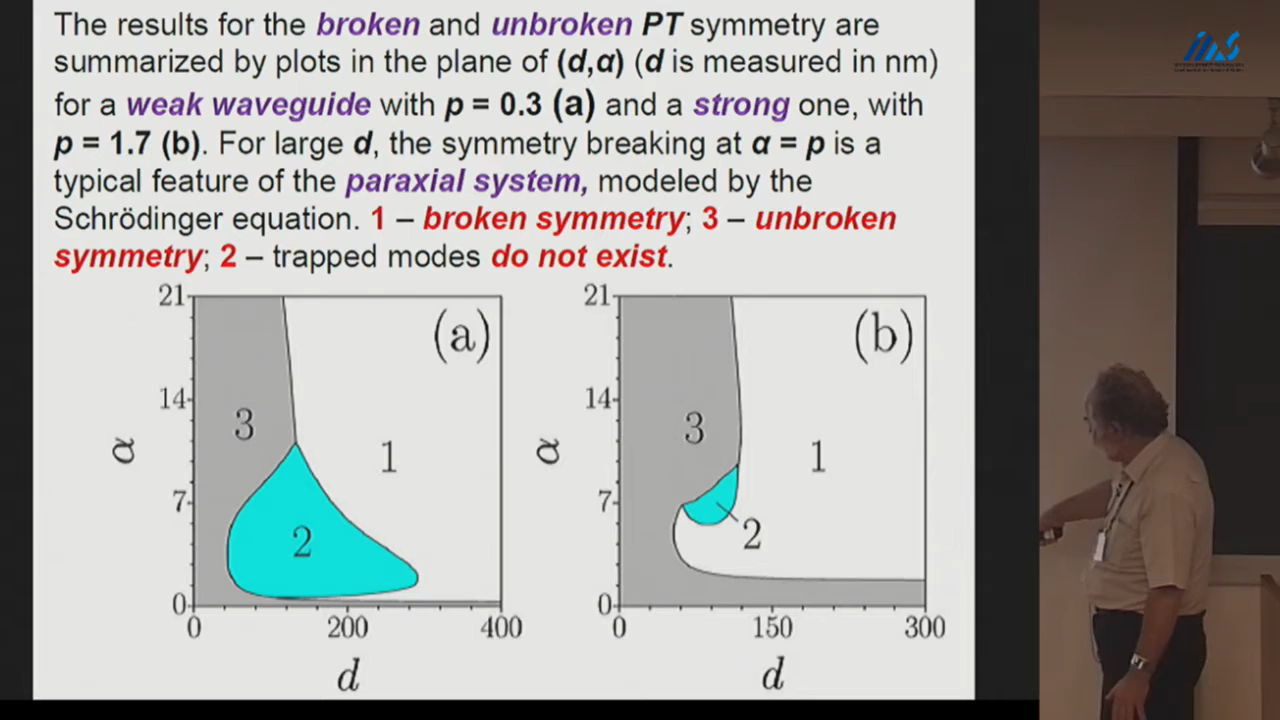 The results for the broken and unbroken PT symmetry are
summarized by plots in the plane of (d,α) (d is measured in nm)
for a weak waveguide with p = 0.3 (a) and a strong one, with
p = 1.7 (b). For large d, the symmetry breaking at α = p is a
typical feature of the paraxial system, modeled by the
Schrödinger equation. 1 – broken symmetry; 3 – unbroken
symmetry; 2 – trapped modes do not exist.
21
(a)
14
3
α
1
7
2
0
0 200 400
d
21
(b)
14
3
α
1
7
2
0
0 150 300
d